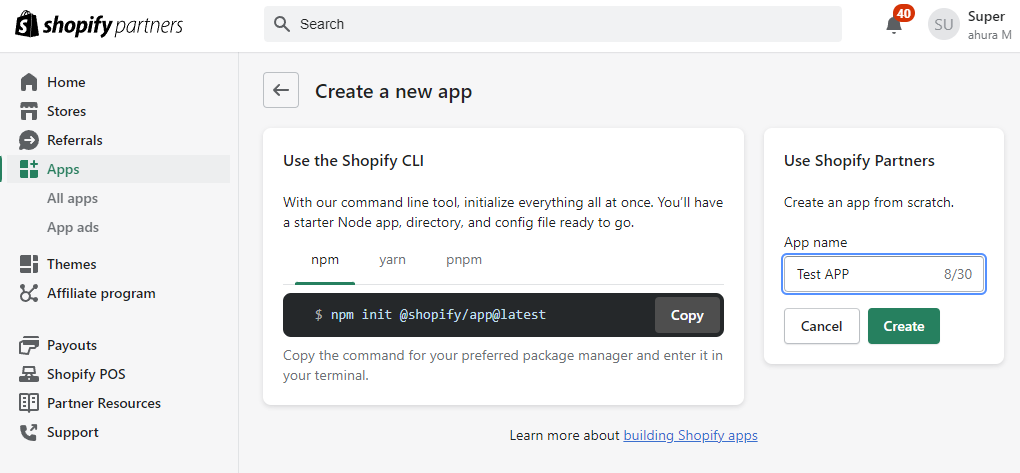 shopify partners
Search
40
SU
Super
ahura M
Home
Stores
Referrals
Apps
All apps
App ads
Themes
Affiliate program
Payouts
Shopify POS
Partner Resources
Support
Create a new app
Use the Shopify CLI
With our command line tool, initialize everything all at once. You'll have
a starter Node app, directory, and config file ready to go.
npm yarn pnpm
$ npm init @shopify/app@latest
Copy
Copy the command for your preferred package manager and enter it in
your terminal.
Use Shopify Partners
Create an app from scratch.
App name
Test APP 8/30
Cancel Create
Learn more about building Shopify apps